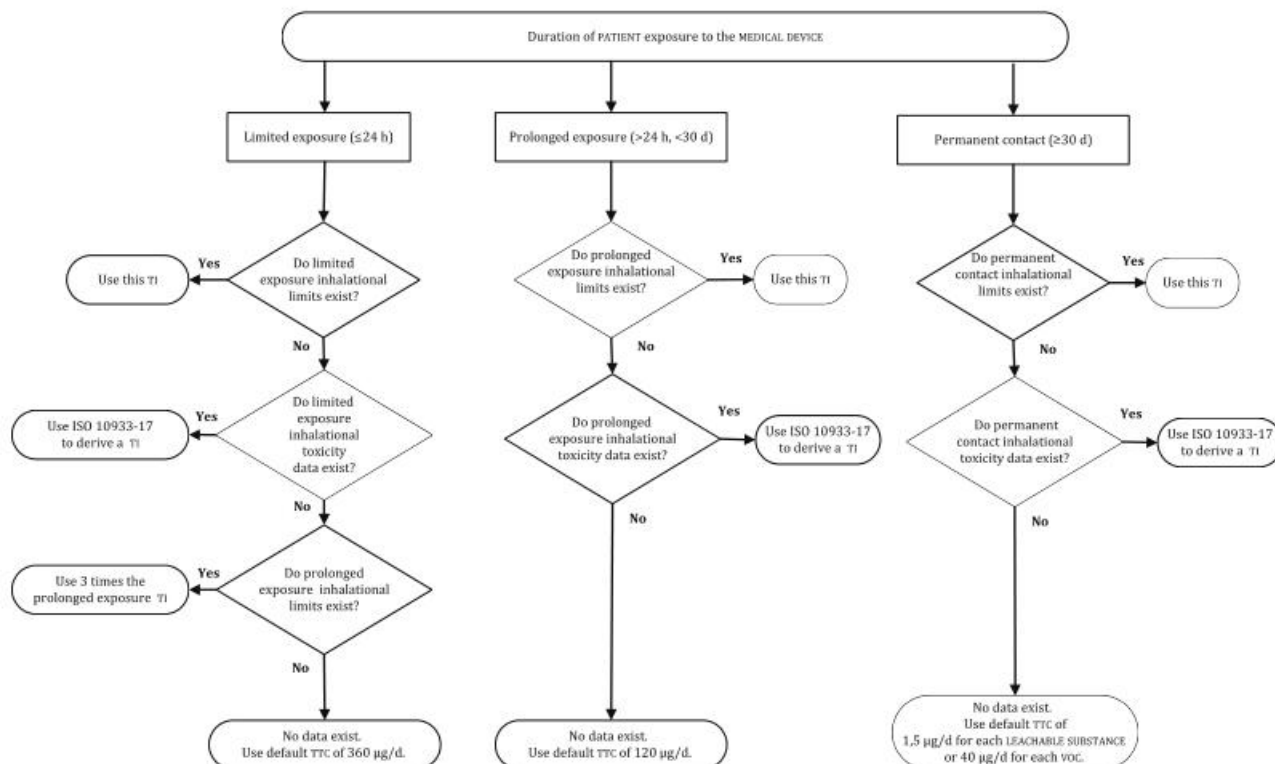 Duration of PATIENT exposure to the MEDICAL DEVICE
Limited exposure (≤24 h)
Prolonged exposure (>24 h, <30 d)
Permanent contact (≥30 d)
Do limited
exposure inhalational
limits exist?
Yes
Use this TI
No
Do limited
exposure
inhalational
toxicity
data exist?
Yes
Use ISO 10933-17
to derive a TI
No
Do prolonged
exposure inhalational
limits exist?
Yes
Use 3 times the
prolonged exposure TI
No
No data exist.
Use default TTC of 360 µg/d.
Do prolonged
exposure inhalational
limits exist?
Yes
Use this TI
No
Do prolonged
exposure inhalational
toxicity data exist?
Yes
Use ISO 10933-17
to derive a TI
No
No data exist.
Use default TTC of 120 µg/d.
Do permanent
contact inhalational
limits exist?
Yes
Use this TI
No
Do permanent
contact inhalational
toxicity data exist?
Yes
Use ISO 10933-17
to derive a TI
No
No data exist.
Use default TTC of
1,5 µg/d for each LEACHABLE SUBSTANCE
or 40 µg/d for each VOC.